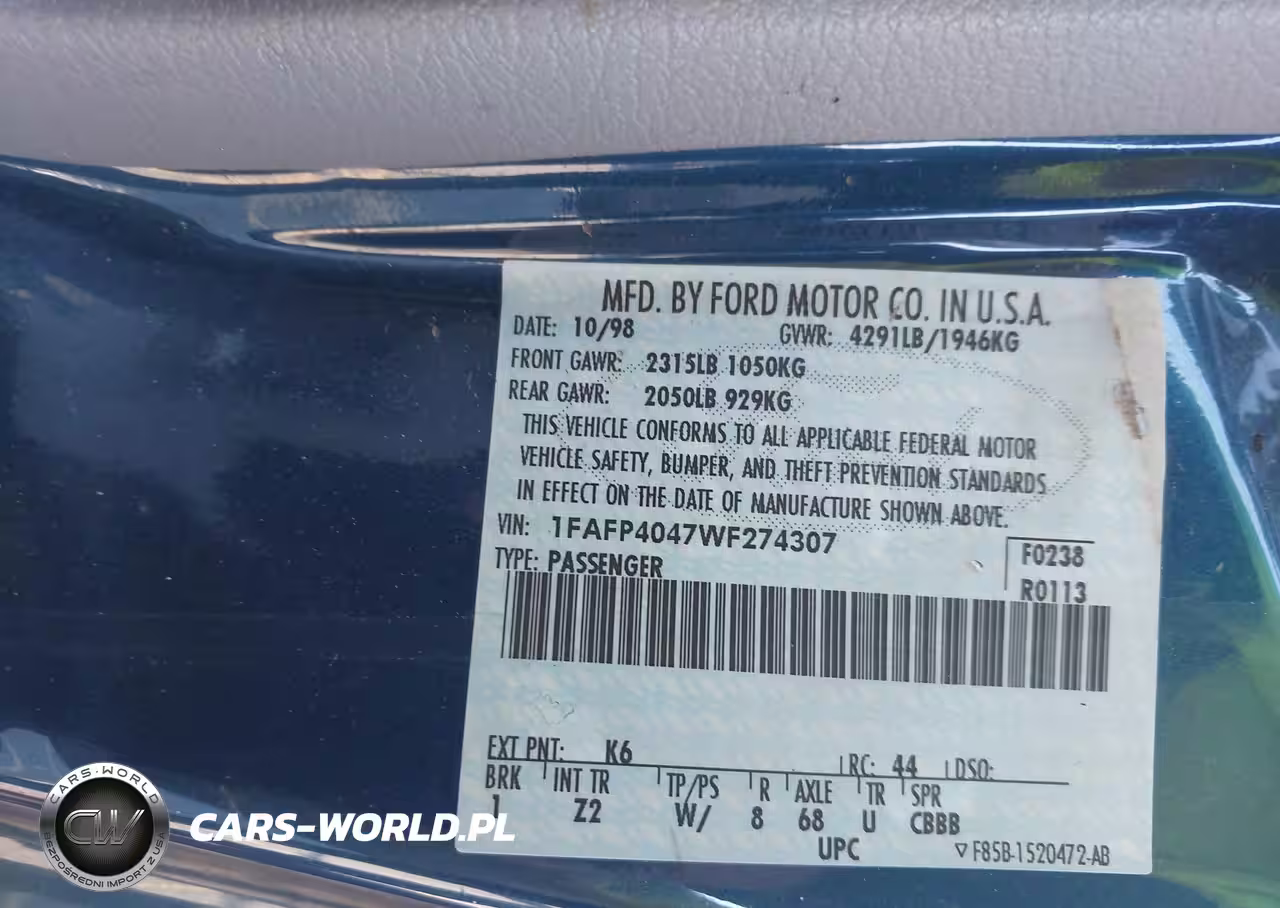 MFD. BY FORD MOTOR CO. IN U.S.A.
DATE: 10/98 GVWR: 4291LB/1946KG
FRONT GAWR: 2315LB 1050KG
REAR GAWR: 2050LB 929KG
THIS VEHICLE CONFORMS TO ALL APPLICABLE FEDERAL MOTOR
VEHICLE SAFETY, BUMPER, AND THEFT PREVENTION STANDARDS
IN EFFECT ON THE DATE OF MANUFACTURE SHOWN ABOVE.
VIN: 1FAFP4047WF274307
TYPE: PASSENGER
F0238
R0113
EXT PNT: K6 RC: 44 DSO:
BRK INT TR TP/PS R AXLE TR SPR
1 Z2 W/ 8 68 U CBBB
UPC ▽F85B-1520472-AB
CARS-WORLD
CW
BEZPOŚREDNI IMPORT Z USA
CARS-WORLD.PL